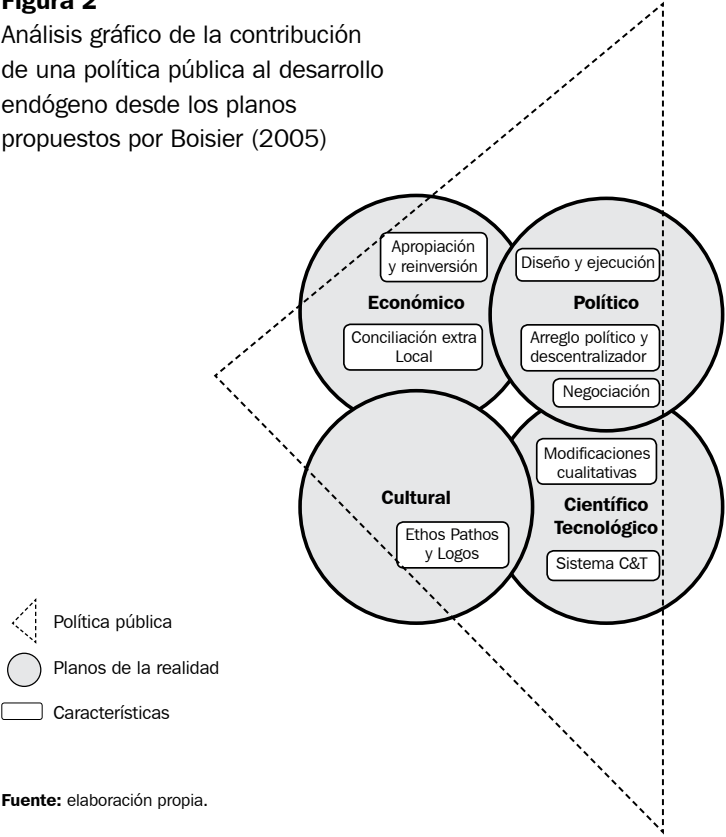 Figura 2
Análisis gráfico de la contribución
de una política pública al desarrollo
endógeno desde los planos
propuestos por Boisier (2005)
Apropiación
y reinversión
Económico
Conciliación extra
Local
Diseño y ejecución
Político
Arreglo político y
descentralizador
Negociación
Cultural
Ethos Pathos
y Logos
Modificaciones
cualitativas
Científico
Tecnológico
Sistema C&T
Política pública
Planos de la realidad
Características
Fuente: elaboración propia.